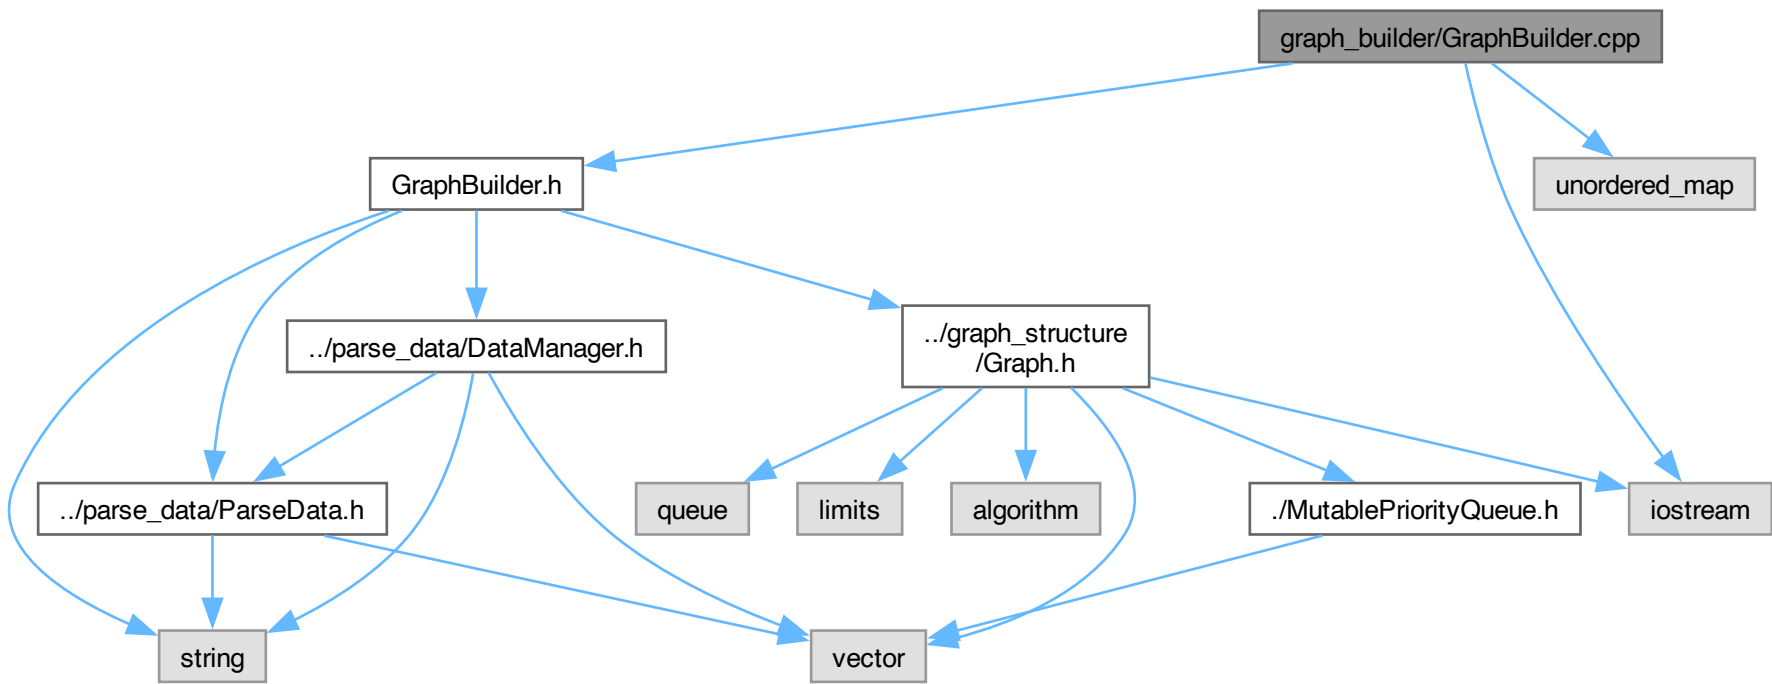 graph_builder/GraphBuilder.cpp
GraphBuilder.h
unordered_map
../parse_data/DataManager.h
../graph_structure
/Graph.h
../parse_data/ParseData.h
queue
limits
algorithm
./MutablePriorityQueue.h
iostream
string
vector